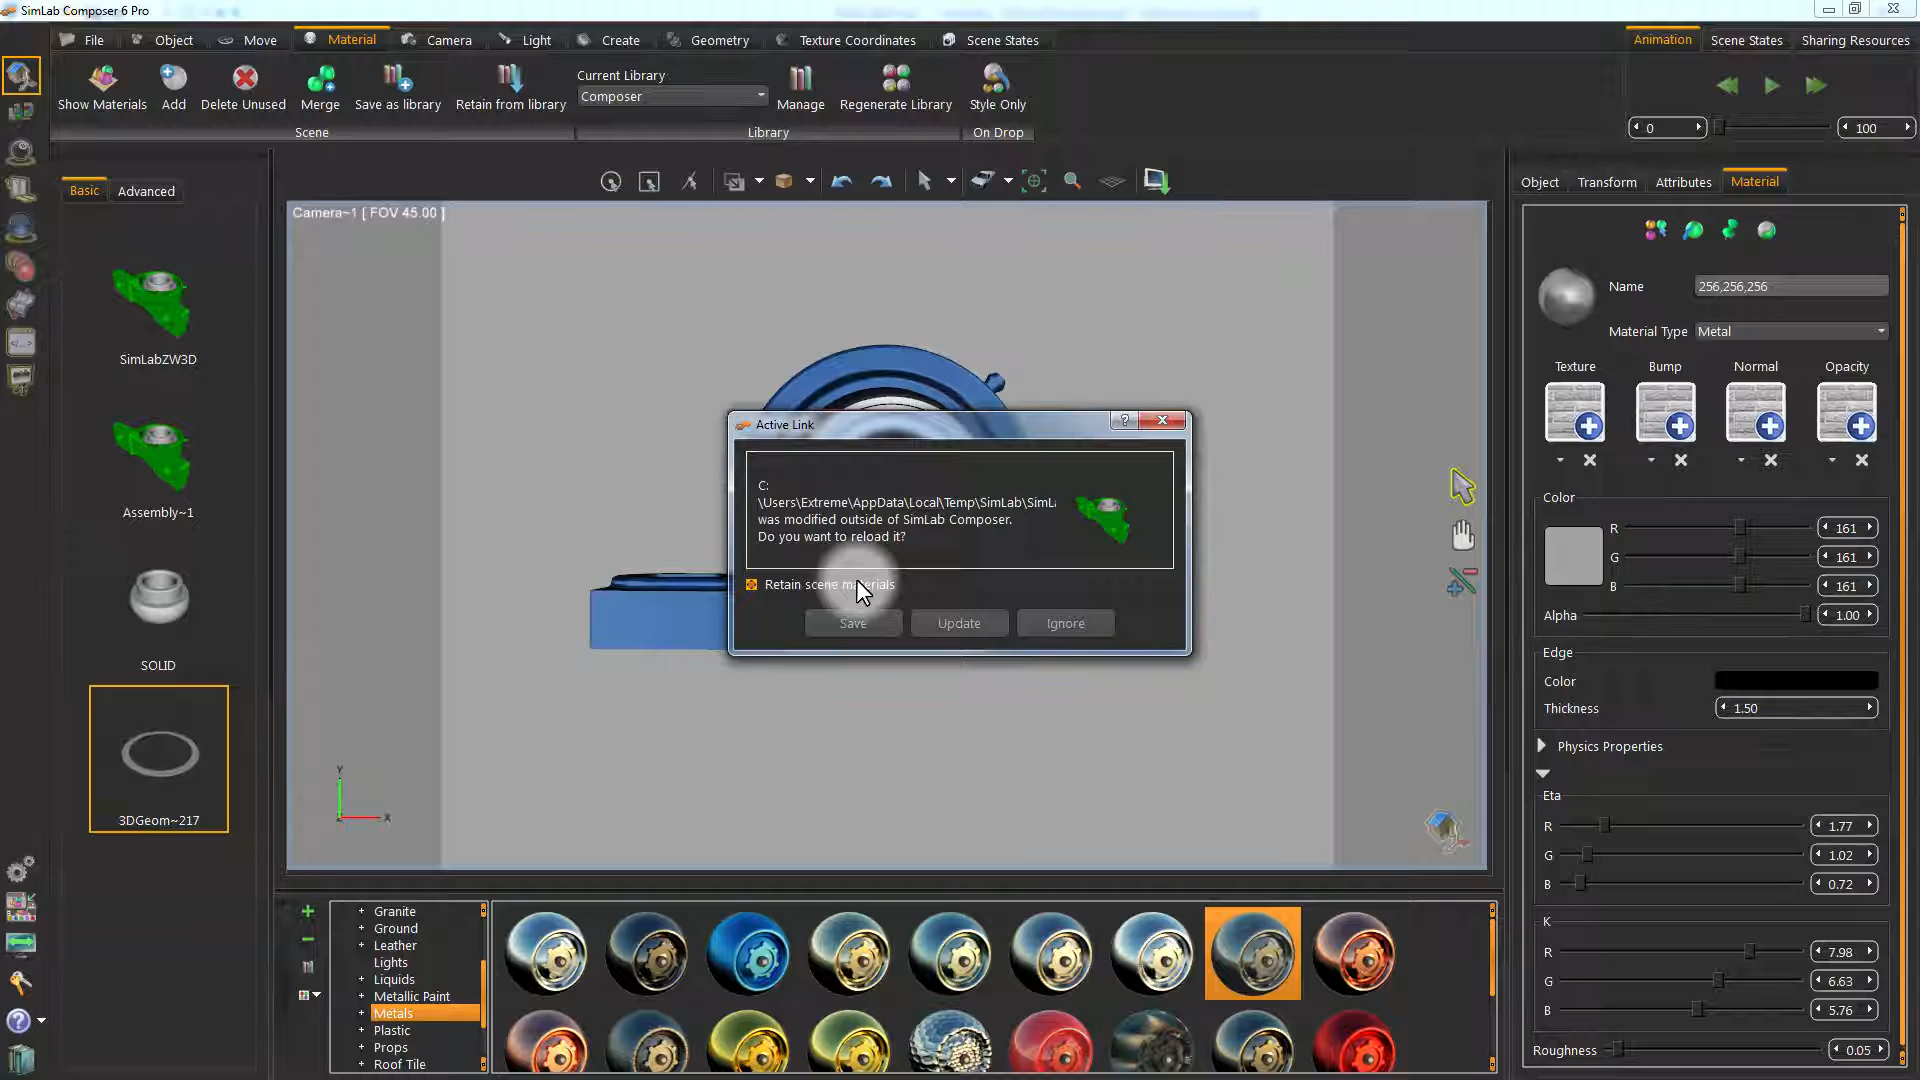 SimLab Composer 6 Pro
File Object Move Material Camera Light Create Geometry Texture Coordinates Scene States
Animation Scene States Sharing Resources
Show Materials Add Delete Unused Merge Save as library Retain from library
Current Library
Composer
Manage Regenerate Library Style Only
Scene Library On Drop
0 100
Basic Advanced
SimLabZW3D
Assembly~1
SOLID
3DGeom~217
Camera~1 [ FOV 45.00 ]
Y
X
Active Link
?
C:
\Users\Extreme\AppData\Local\Temp\SimLab\SimL
was modified outside of SimLab Composer.
Do you want to reload it?
Retain scene materials
Save Update Ignore
Granite
Ground
Leather
Lights
Liquids
Metallic Paint
Metals
Plastic
Props
Roof Tile
Object Transform Attributes Material
Name 256,256,256
Material Type Metal
Texture Bump Normal Opacity
Color
R 161
G 161
B 161
Alpha 1.00
Edge
Color
Thickness 1.50
Physics Properties
Eta
R 1.77
G 1.02
B 0.72
K
R 7.98
G 6.63
B 5.76
Roughness 0.05